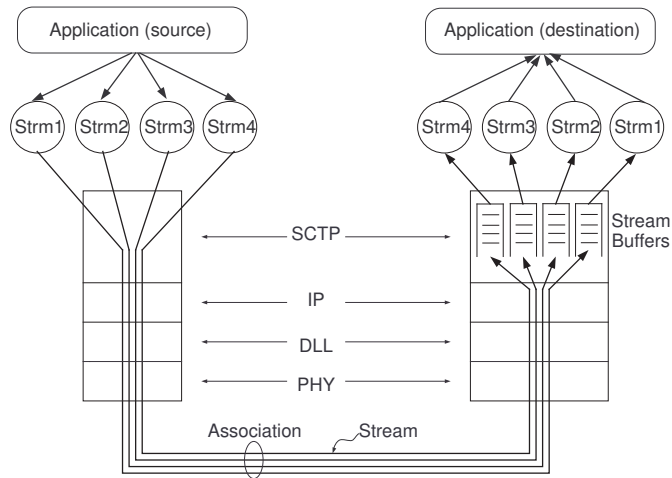 Application (source)
Application (destination)
Strm1
Strm2
Strm3
Strm4
Strm4
Strm3
Strm2
Strm1
SCTP
Stream
Buffers
IP
DLL
PHY
Association
Stream